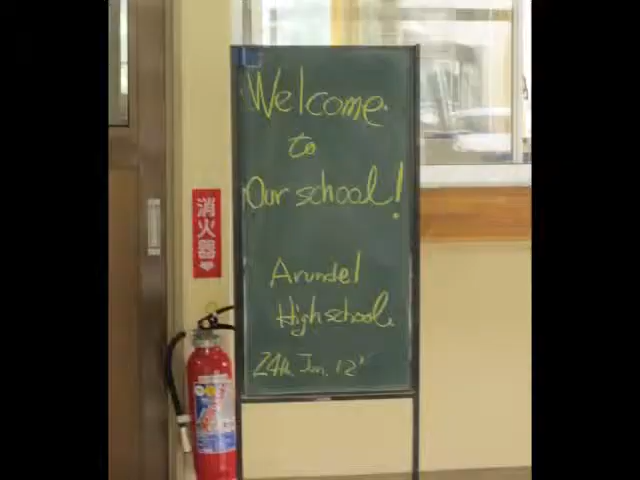 Welcome
to
Our school!
Arundel
High school.
24th. Jan. 12'
消火器